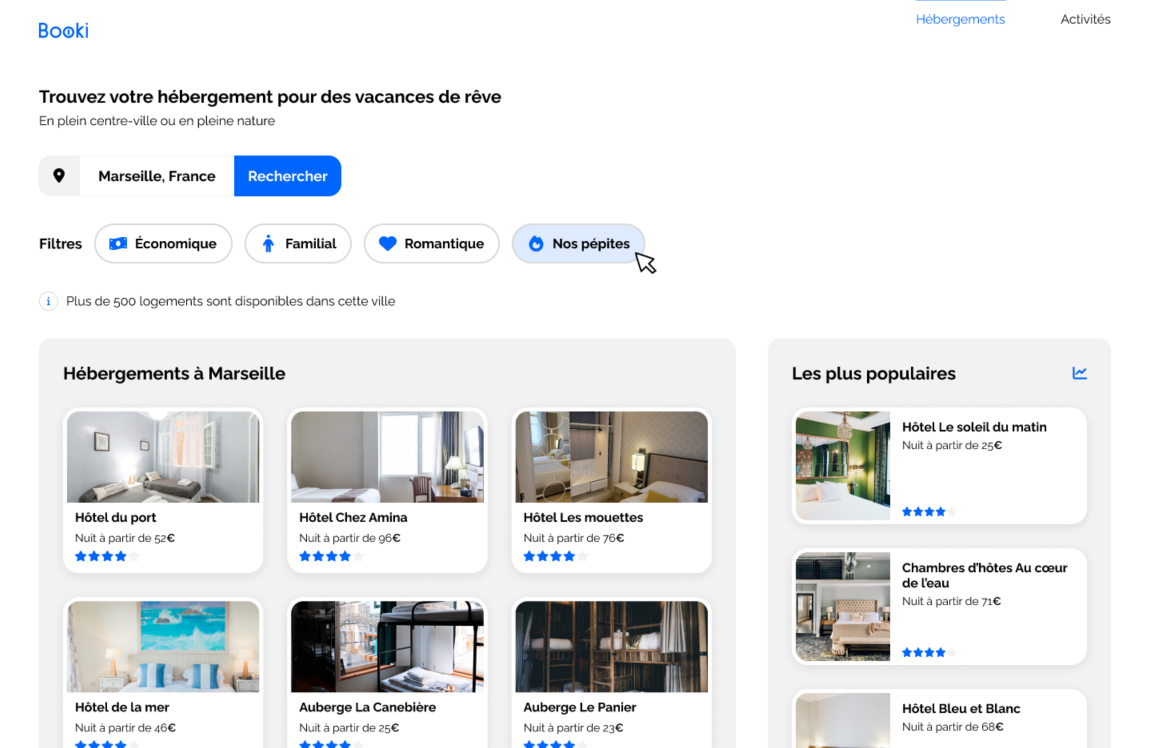 Booki
Hébergements
Activités
Trouvez votre hébergement pour des vacances de rêve
En plein centre-ville ou en pleine nature
Marseille, France
Rechercher
Filtres
Économique
Familial
Romantique
Nos pépites
i
Plus de 500 logements sont disponibles dans cette ville
Hébergements à Marseille
Hôtel du port
Nuit à partir de 52€
Hôtel Chez Amina
Nuit à partir de 96€
Hôtel Les mouettes
Nuit à partir de 76€
Hôtel de la mer
Nuit à partir de 46€
Auberge La Canebière
Nuit à partir de 25€
Auberge Le Panier
Nuit à partir de 23€
Les plus populaires
Hôtel Le soleil du matin
Nuit à partir de 25€
Chambres d'hôtes Au cœur
de l'eau
Nuit à partir de 71€
Hôtel Bleu et Blanc
Nuit à partir de 68€